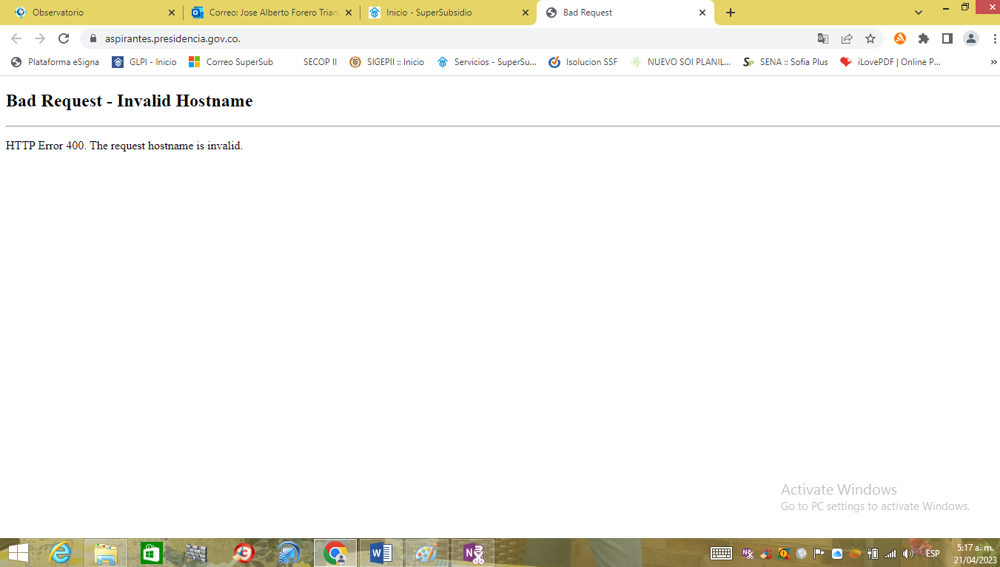 Observatorio
Correo: Jose Alberto Forero Trian
Inicio - SuperSubsidio
Bad Request
aspirantes.presidencia.gov.co.
Plataforma eSigna
GLPI - Inicio
Correo SuperSub
SECOP II
SIGEPII :: Inicio
Servicios - SuperSu...
Isolucion SSF
NUEVO SOI PLANIL...
Sp SENA :: Sofia Plus
iLovePDF | Online P...
»
Bad Request - Invalid Hostname
HTTP Error 400. The request hostname is invalid.
Activate Windows
Go to PC settings to activate Windows.
ESP
5:17 a. m.
21/04/2023